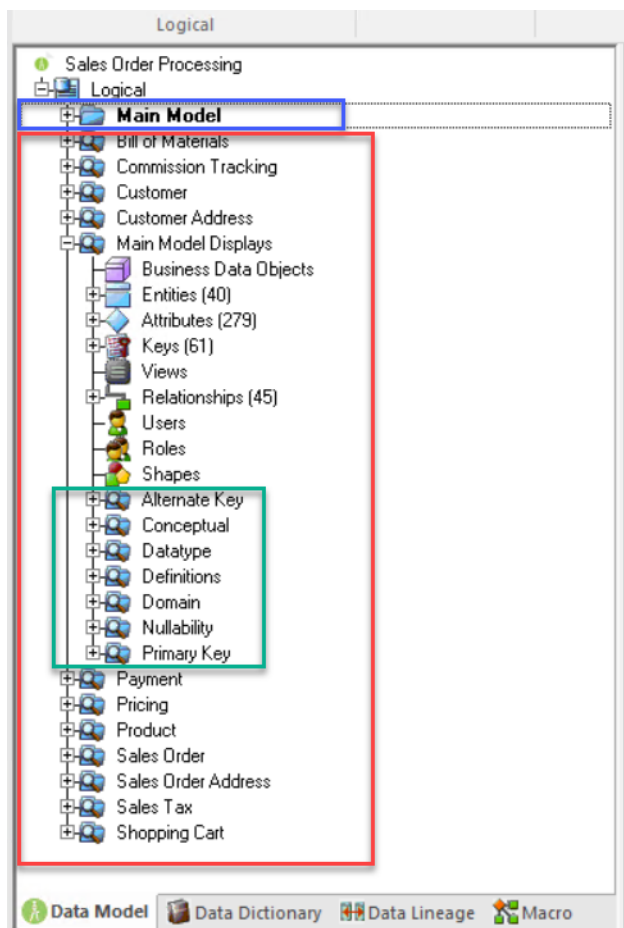 Logical
Sales Order Processing
Logical
Main Model
Bill of Materials
Commission Tracking
Customer
Customer Address
Main Model Displays
Business Data Objects
Entities (40)
Attributes (279)
Keys (61)
Views
Relationships (45)
Users
Roles
Shapes
Alternate Key
Conceptual
Datatype
Definitions
Domain
Nullability
Primary Key
Payment
Pricing
Product
Sales Order
Sales Order Address
Sales Tax
Shopping Cart
Data Model Data Dictionary Data Lineage Macro